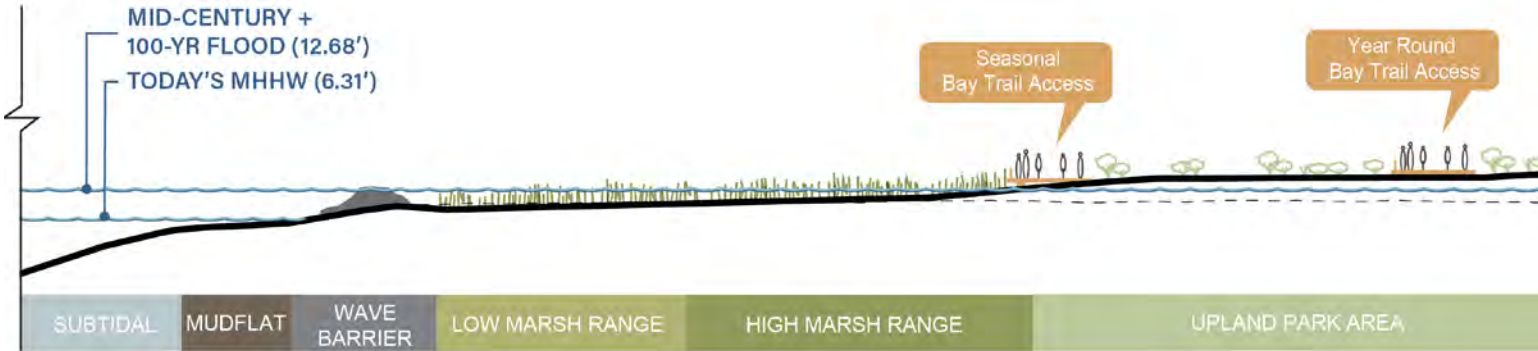 MID-CENTURY +
100-YR FLOOD (12.68′)
TODAY'S MHHW (6.31′)
Seasonal
Bay Trail Access
Year Round
Bay Trail Access
SUBTIDAL
MUDFLAT
WAVE
BARRIER
LOW MARSH RANGE
HIGH MARSH RANGE
UPLAND PARK AREA